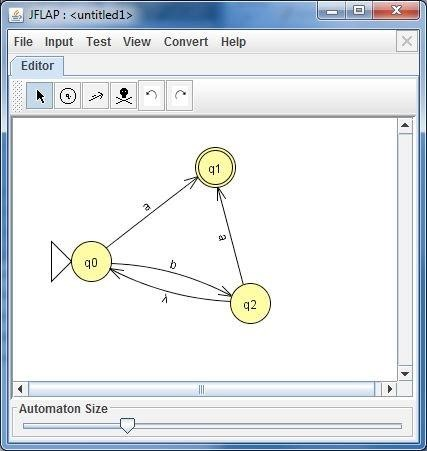 JFLAP : <untitled1>
File Input Test View Convert Help
Editor
q1
a
a
q0
b
λ
q2
Automaton Size